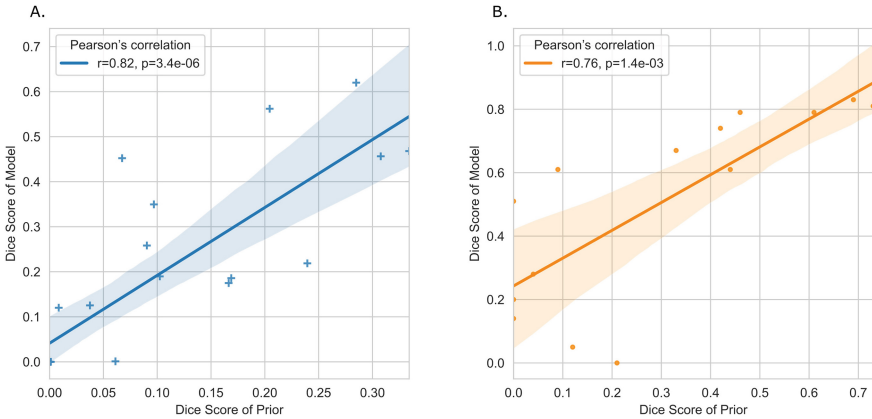 A.
Pearson's correlation
r=0.82, p=3.4e-06
0.7
0.6
0.5
0.4
0.3
0.2
0.1
0.0
Dice Score of Model
0.00 0.05 0.10 0.15 0.20 0.25 0.30
Dice Score of Prior
B.
Pearson's correlation
r=0.76, p=1.4e-03
1.0
0.8
0.6
0.4
0.2
0.0
Dice Score of Model
0.0 0.1 0.2 0.3 0.4 0.5 0.6 0.7
Dice Score of Prior